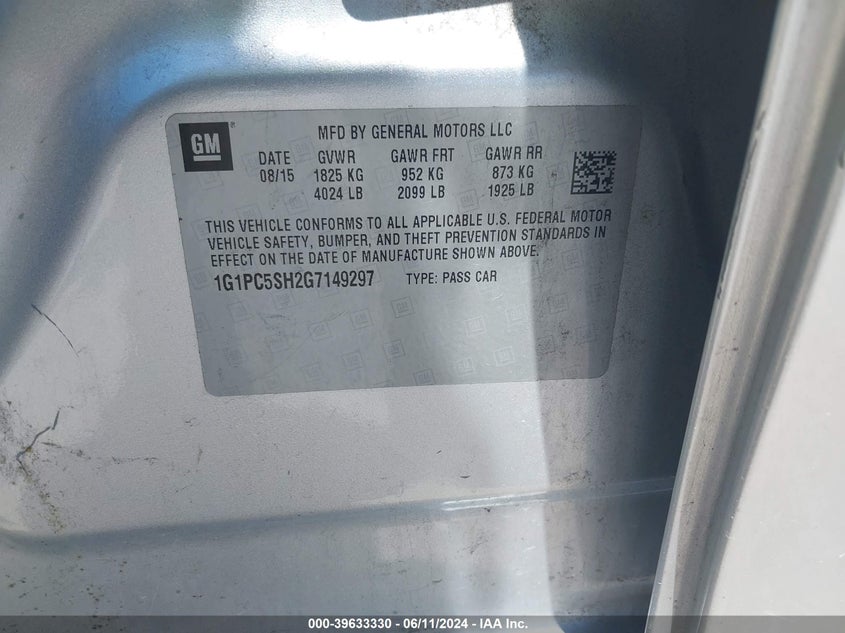 GM
MFD BY GENERAL MOTORS LLC
DATE GVWR GAWR FRT GAWR RR
08/15 1825 KG 952 KG 873 KG
4024 LB 2099 LB 1925 LB
THIS VEHICLE CONFORMS TO ALL APPLICABLE U.S. FEDERAL MOTOR
VEHICLE SAFETY, BUMPER, AND THEFT PREVENTION STANDARDS IN
EFFECT ON THE DATE OF MANUFACTURE SHOWN ABOVE.
1G1PC5SH2G7149297 TYPE: PASS CAR
000-39633330 - 06/11/2024 - IAA Inc.